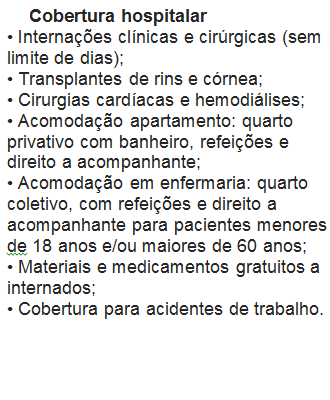 Cobertura hospitalar
• Internações clínicas e cirúrgicas (sem
limite de dias);
• Transplantes de rins e córnea;
• Cirurgias cardíacas e hemodiálises;
• Acomodação apartamento: quarto
privativo com banheiro, refeições e
direito a acompanhante;
• Acomodação em enfermaria: quarto
coletivo, com refeições e direito a
acompanhante para pacientes menores
de 18 anos e/ou maiores de 60 anos;
• Materiais e medicamentos gratuitos a
internados;
• Cobertura para acidentes de trabalho.